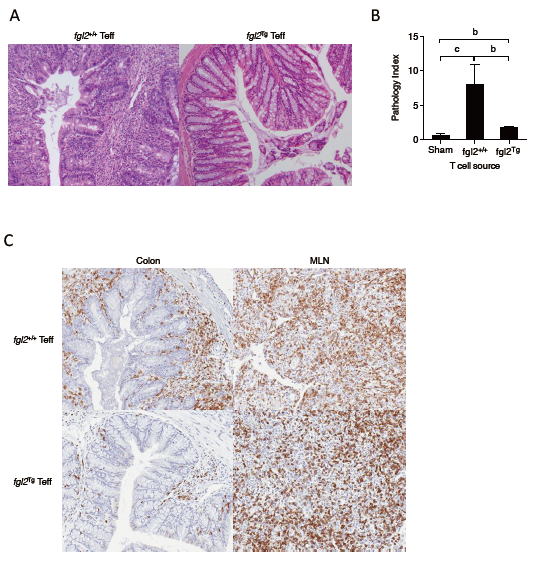 A
fgl2+/+ Teff
fgl2Tg Teff
B
b
c
b
15
10
5
0
Pathology Index
Sham
fgl2+/+
fgl2Tg
T cell source
C
Colon
MLN
fgl2+/+ Teff
fgl2Tg Teff